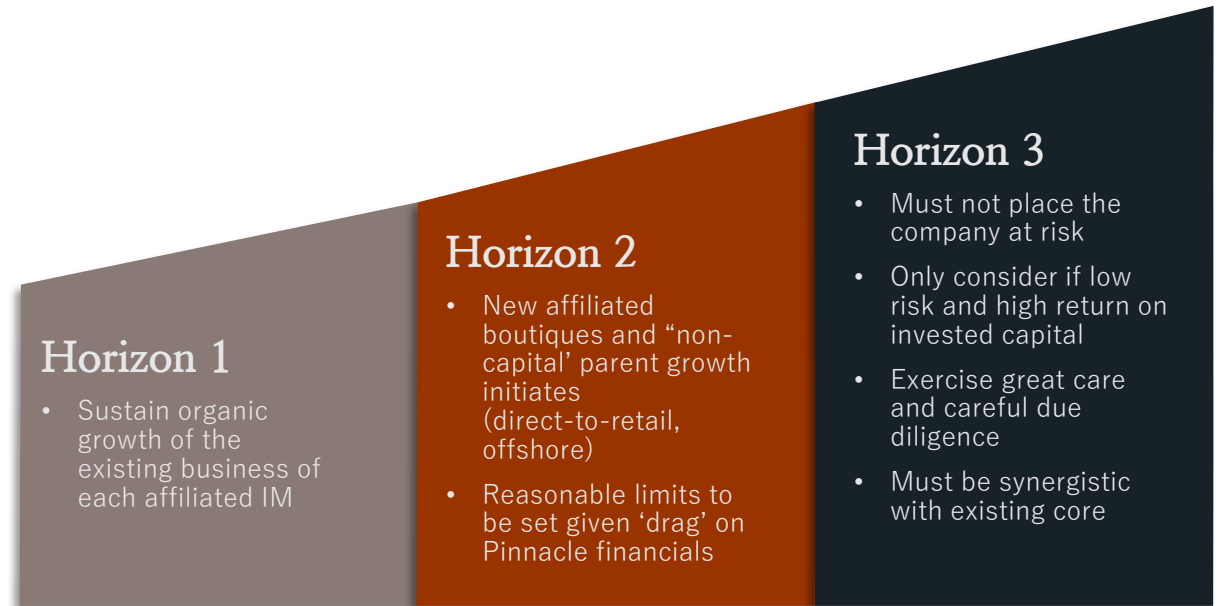 Horizon 1
• Sustain organic
growth of the
existing business of
each affiliated IM
Horizon 2
• New affiliated
boutiques and “non-
capital’ parent growth
initiates
(direct-to-retail,
offshore)
• Reasonable limits to
be set given ‘drag’ on
Pinnacle financials
Horizon 3
• Must not place the
company at risk
• Only consider if low
risk and high return on
invested capital
• Exercise great care
and careful due
diligence
• Must be synergistic
with existing core